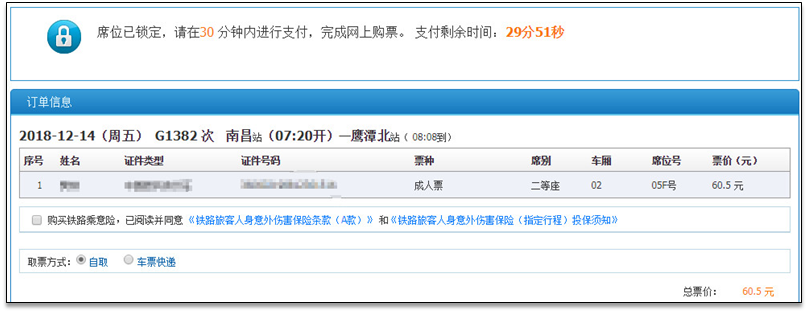 席位已锁定，请在30 分钟内进行支付，完成网上购票。 支付剩余时间：29分51秒
订单信息
2018-12-14（周五） G1382 次 南昌站（07:20开）—鹰潭北站（ 08:08到）
序号 姓名 证件类型 证件号码 票种 席别 车厢 席位号 票价（元）
1 成人票 二等座 02 05F号 60.5 元
购买铁路乘意险，已阅读并同意 《铁路旅客人身意外伤害保险条款（A款）》 和《铁路旅客人身意外伤害保险（指定行程）投保须知》
取票方式： 自取 车票快递
总票价： 60.5 元